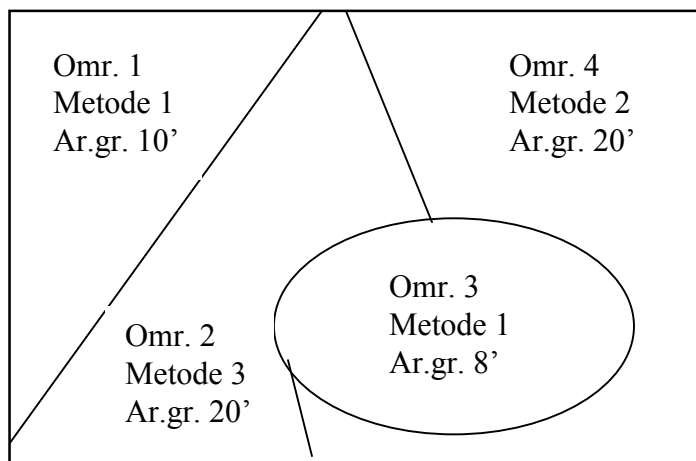 Omr. 1
Metode 1
Ar.gr. 10’
Omr. 4
Metode 2
Ar.gr. 20’
Omr. 3
Metode 1
Ar.gr. 8’
Omr. 2
Metode 3
Ar.gr. 20’